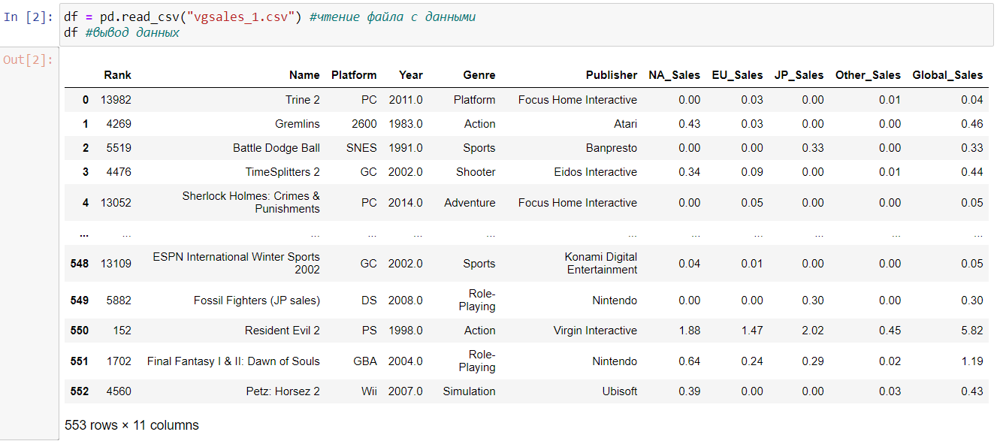 In [2]: df = pd.read_csv("vgsales_1.csv") #чтение файла с данными
df #вывод данных
Out[2]:
Rank Name Platform Year Genre Publisher NA_Sales EU_Sales JP_Sales Other_Sales Global_Sales
0 13982 Trine 2 PC 2011.0 Platform Focus Home Interactive 0.00 0.03 0.00 0.01 0.04
1 4269 Gremlins 2600 1983.0 Action Atari 0.43 0.03 0.00 0.00 0.46
2 5519 Battle Dodge Ball SNES 1991.0 Sports Banpresto 0.00 0.00 0.33 0.00 0.33
3 4476 TimeSplitters 2 GC 2002.0 Shooter Eidos Interactive 0.34 0.09 0.00 0.01 0.44
4 13052 Sherlock Holmes: Crimes &
Punishments PC 2014.0 Adventure Focus Home Interactive 0.00 0.05 0.00 0.00 0.05
... ... ... ... ... ... ... ... ... ... ... ...
548 13109 ESPN International Winter Sports
2002 GC 2002.0 Sports Konami Digital
Entertainment 0.04 0.01 0.00 0.00 0.05
549 5882 Fossil Fighters (JP sales) DS 2008.0 Role-
Playing Nintendo 0.00 0.00 0.30 0.00 0.30
550 152 Resident Evil 2 PS 1998.0 Action Virgin Interactive 1.88 1.47 2.02 0.45 5.82
551 1702 Final Fantasy I & II: Dawn of Souls GBA 2004.0 Role-
Playing Nintendo 0.64 0.24 0.29 0.02 1.19
552 4560 Petz: Horsez 2 Wii 2007.0 Simulation Ubisoft 0.39 0.00 0.00 0.03 0.43
553 rows × 11 columns